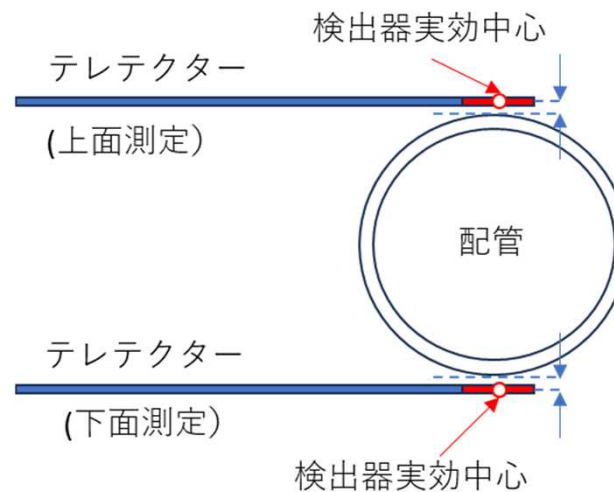 検出器実効中心
テレテクター
(上面測定）
配管
テレテクター
(下面測定）
検出器実効中心